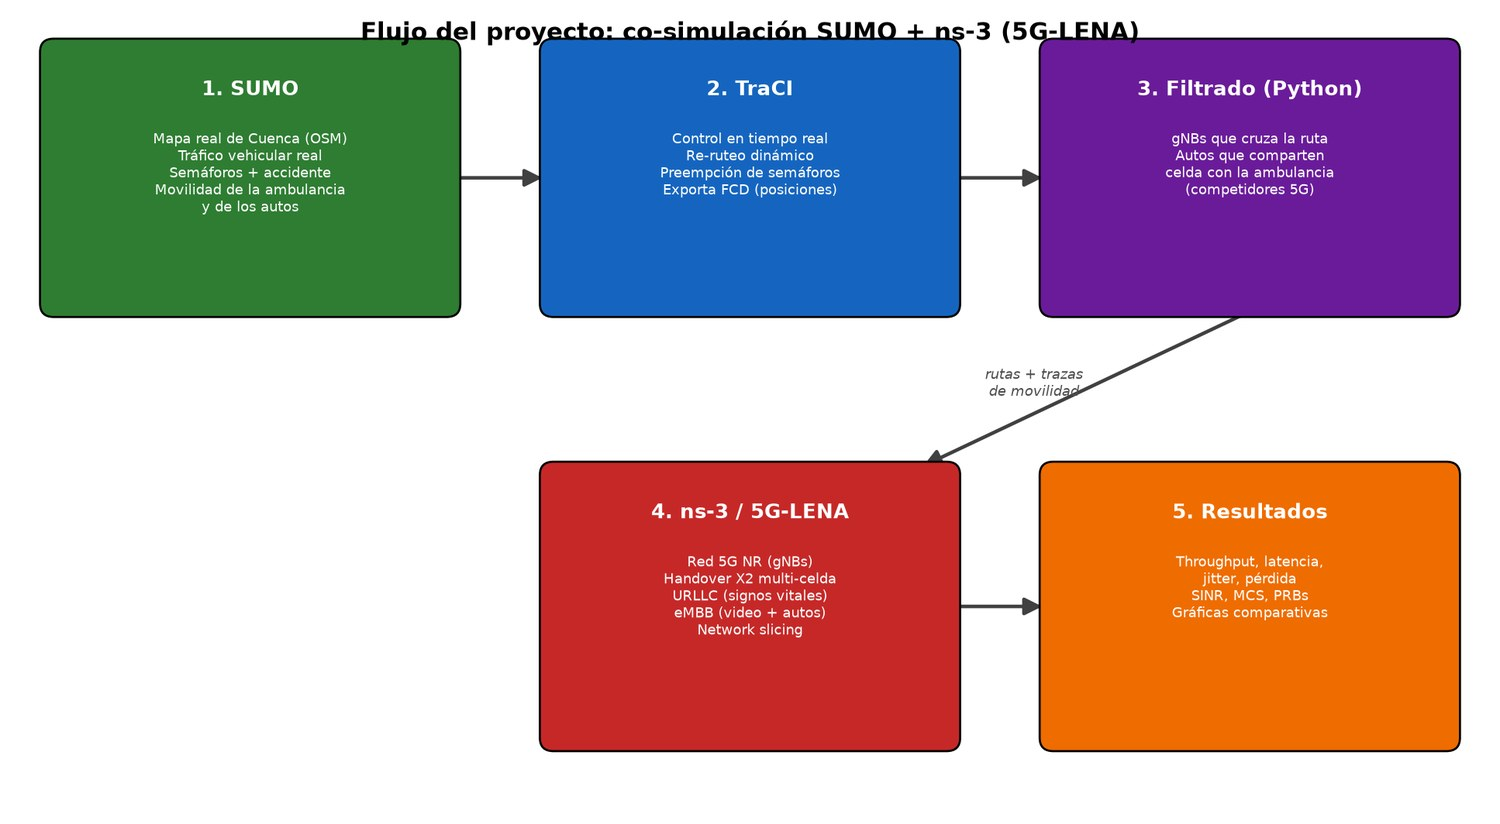 Flujo del proyecto: co-simulación SUMO + ns-3 (5G-LENA)
1. SUMO
Mapa real de Cuenca (OSM)
Tráfico vehicular real
Semáforos + accidente
Movilidad de la ambulancia
y de los autos
2. TraCI
Control en tiempo real
Re-ruteo dinámico
Preempción de semáforos
Exporta FCD (posiciones)
3. Filtrado (Python)
gNBs que cruza la ruta
Autos que comparten
celda con la ambulancia
(competidores 5G)
rutas + trazas
de movilidad
4. ns-3 / 5G-LENA
Red 5G NR (gNBs)
Handover X2 multi-celda
URLLC (signos vitales)
eMBB (video + autos)
Network slicing
5. Resultados
Throughput, latencia,
jitter, pérdida
SINR, MCS, PRBs
Gráficas comparativas